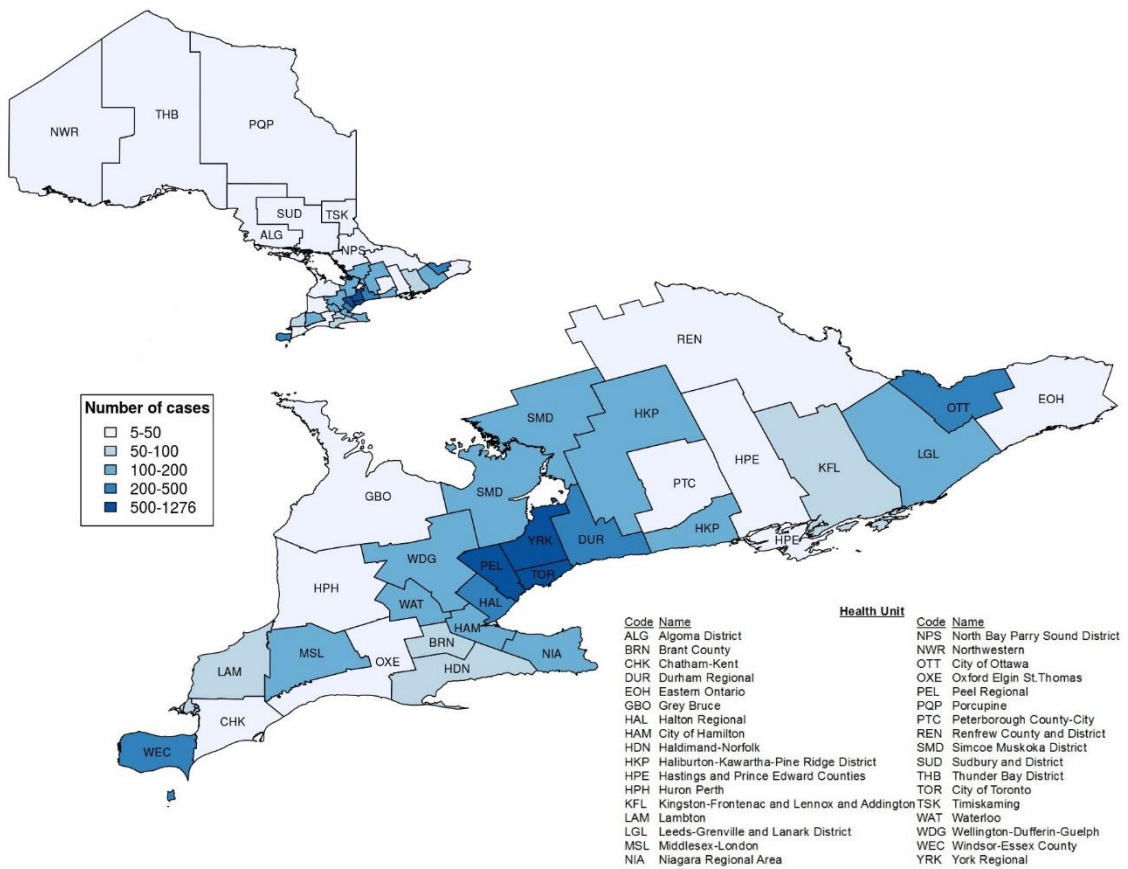 NWR
THB
PQP
SUD
TSK
ALG
NPS
Number of cases
5-50
50-100
100-200
200-500
500-1276
REN
SMD
HKP
OTT
EOH
HPE
KFL
LGL
GBO
SMD
PTC
HKP
HPE
YRK
DUR
WDG
PEL
TOR
HPH
WAT
HAL
HAM
BRN
NIA
MSL
OXE
HDN
LAM
CHK
WEC
Health Unit
Code Name
ALG Algoma District
BRN Brant County
CHK Chatham-Kent
DUR Durham Regional
EOH Eastern Ontario
GBO Grey Bruce
HAL Halton Regional
HAM City of Hamilton
HDN Haldimand-Norfolk
HKP Haliburton-Kawartha-Pine Ridge District
HPE Hastings and Prince Edward Counties
HPH Huron Perth
KFL Kingston-Frontenac and Lennox and Addington
LAM Lambton
LGL Leeds-Grenville and Lanark District
MSL Middlesex-London
NIA Niagara Regional Area
Code Name
NPS North Bay Parry Sound District
NWR Northwestern
OTT City of Ottawa
OXE Oxford Elgin St.Thomas
PEL Peel Regional
PQP Porcupine
PTC Peterborough County-City
REN Renfrew County and District
SMD Simcoe Muskoka District
SUD Sudbury and District
THB Thunder Bay District
TOR City of Toronto
TSK Timiskaming
WAT Waterloo
WDG Wellington-Dufferin-Guelph
WEC Windsor-Essex County
YRK York Regional